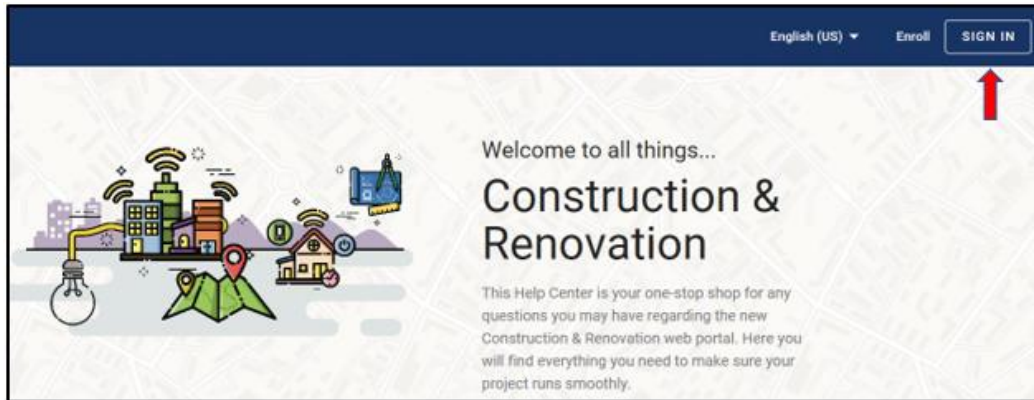 English (US) Enroll SIGN IN
Welcome to all things...
Construction &
Renovation
This Help Center is your one-stop shop for any
questions you may have regarding the new
Construction & Renovation web portal. Here you
will find everything you need to make sure your
project runs smoothly.